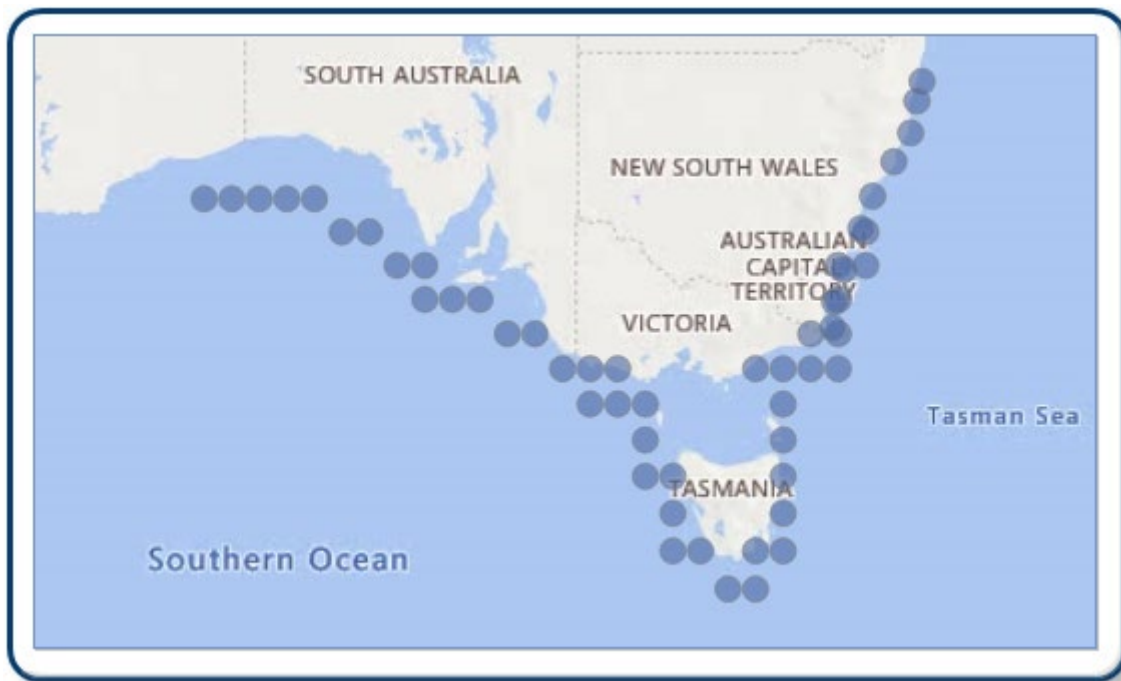 SOUTH AUSTRALIA
NEW SOUTH WALES
AUSTRALIAN
CAPITAL
TERRITORY
VICTORIA
Tasman Sea
TASMANIA
Southern Ocean